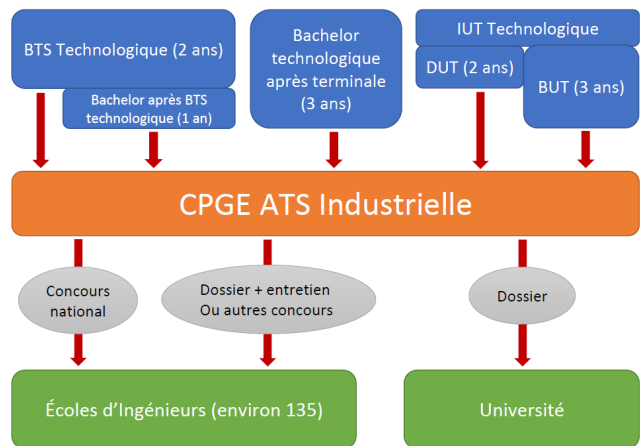 BTS Technologique (2 ans)
Bachelor après BTS
technologique (1 an)
Bachelor
technologique
après terminale
(3 ans)
IUT Technologique
DUT (2 ans)
BUT (3 ans)
CPGE ATS Industrielle
Concours
national
Dossier + entretien
Ou autres concours
Dossier
Écoles d'Ingénieurs (environ 135)
Université